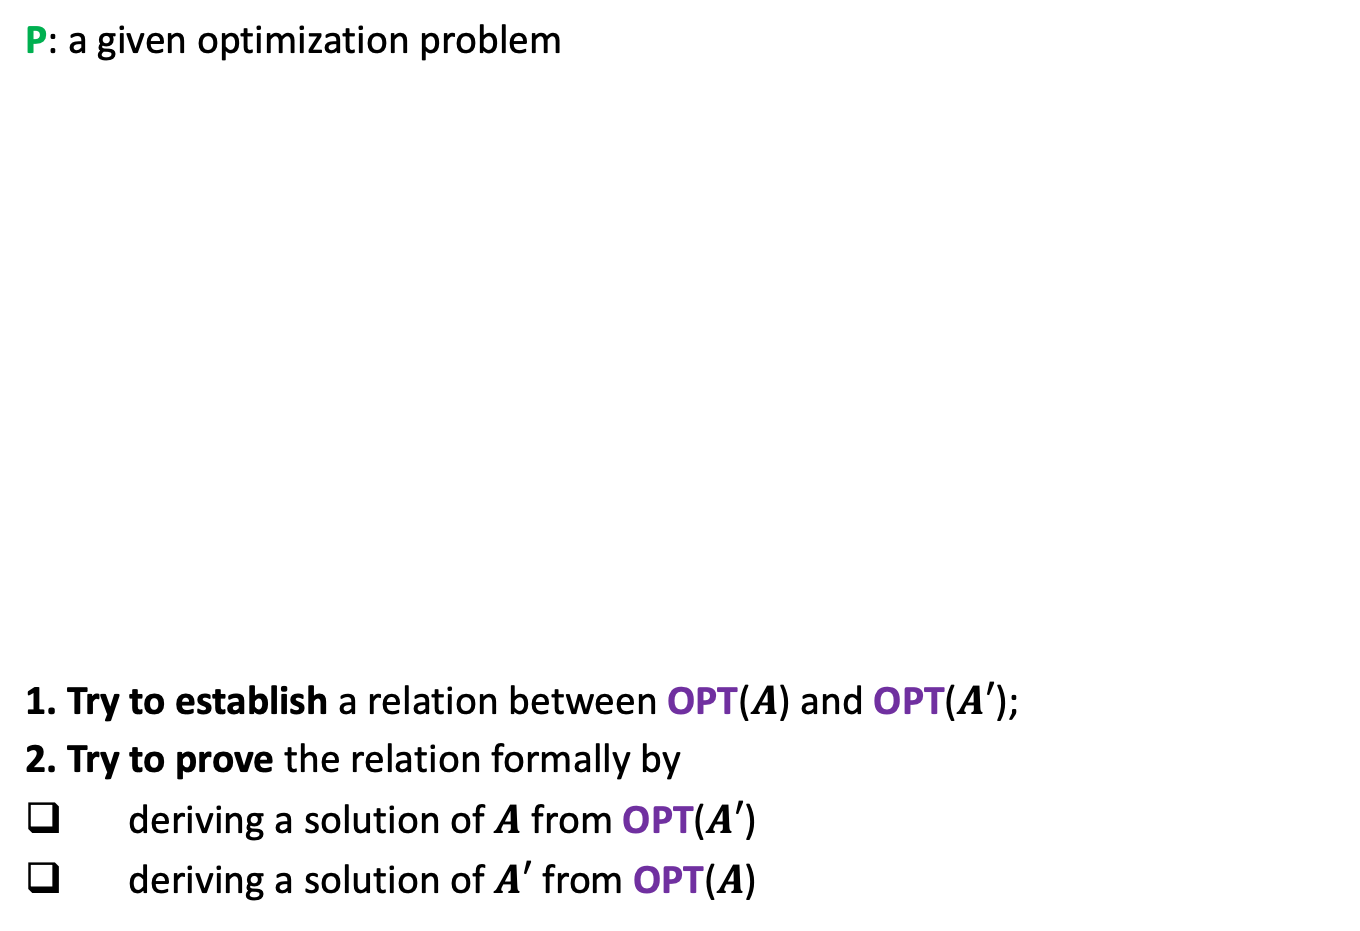 P: a given optimization problem
1. Try to establish a relation between OPT(A) and OPT(A′);
2. Try to prove the relation formally by
❑ deriving a solution of A from OPT(A′)
❑ deriving a solution of A′ from OPT(A)